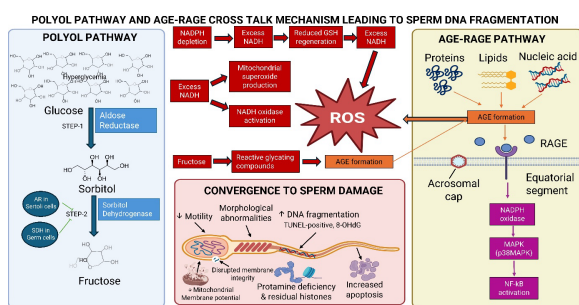 POLYOL PATHWAY AND AGE-RAGE CROSS TALK MECHANISM LEADING TO SPERM DNA FRAGMENTATION
POLYOL PATHWAY
Hyperglycemia
Glucose
STEP-1
Aldose
Reductase
Sorbitol
AR in
Sertoli cells
SDH in
Germ cells
STEP-2
Sorbitol
Dehydrogenase
Fructose
NADPH
depletion
Excess
NADH
Reduced GSH
regeneration
Excess
NADH
Excess
NADH
Mitochondrial
superoxide
production
NADH oxidase
activation
ROS
Fructose
Reactive glycating
compounds
AGE formation
CONVERGENCE TO SPERM DAMAGE
↓ Motility
Morphological
abnormalities
↑ DNA fragmentation
TUNEL-positive, 8-OHdG
Disrupted membrane
integrity
↓ Mitochondrial
Membrane potential
Protamine deficiency
& residual histones
Increased
apoptosis
AGE-RAGE PATHWAY
Proteins
Lipids
Nucleic acid
AGE formation
RAGE
Acrosomal
cap
Equatorial
segment
NADPH
oxidase
MAPK
(p38MAPK)
NF-kB
activation